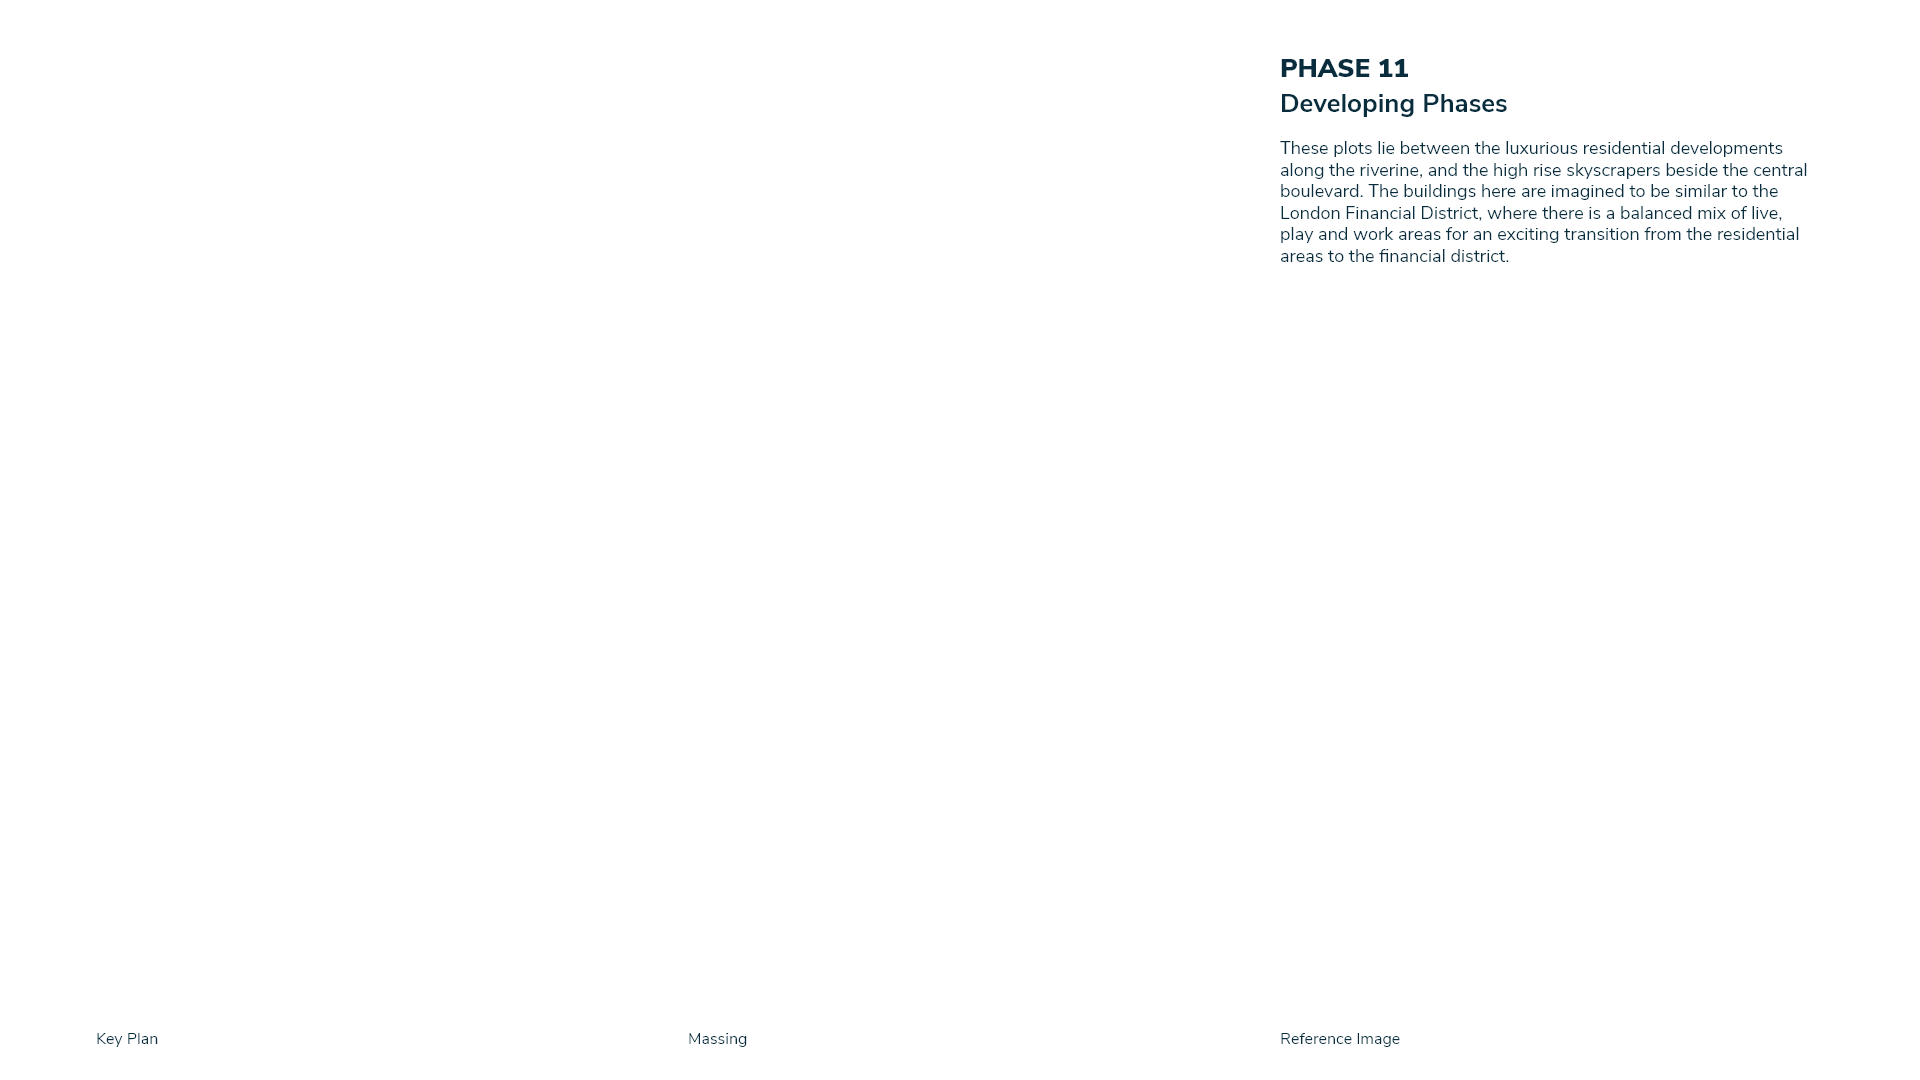 PHASE 11
Developing Phases
These plots lie between the luxurious residential developments
along the riverine, and the high rise skyscrapers beside the central
boulevard. The buildings here are imagined to be similar to the
London Financial District, where there is a balanced mix of live,
play and work areas for an exciting transition from the residential
areas to the financial district.
Key Plan
Massing
Reference Image